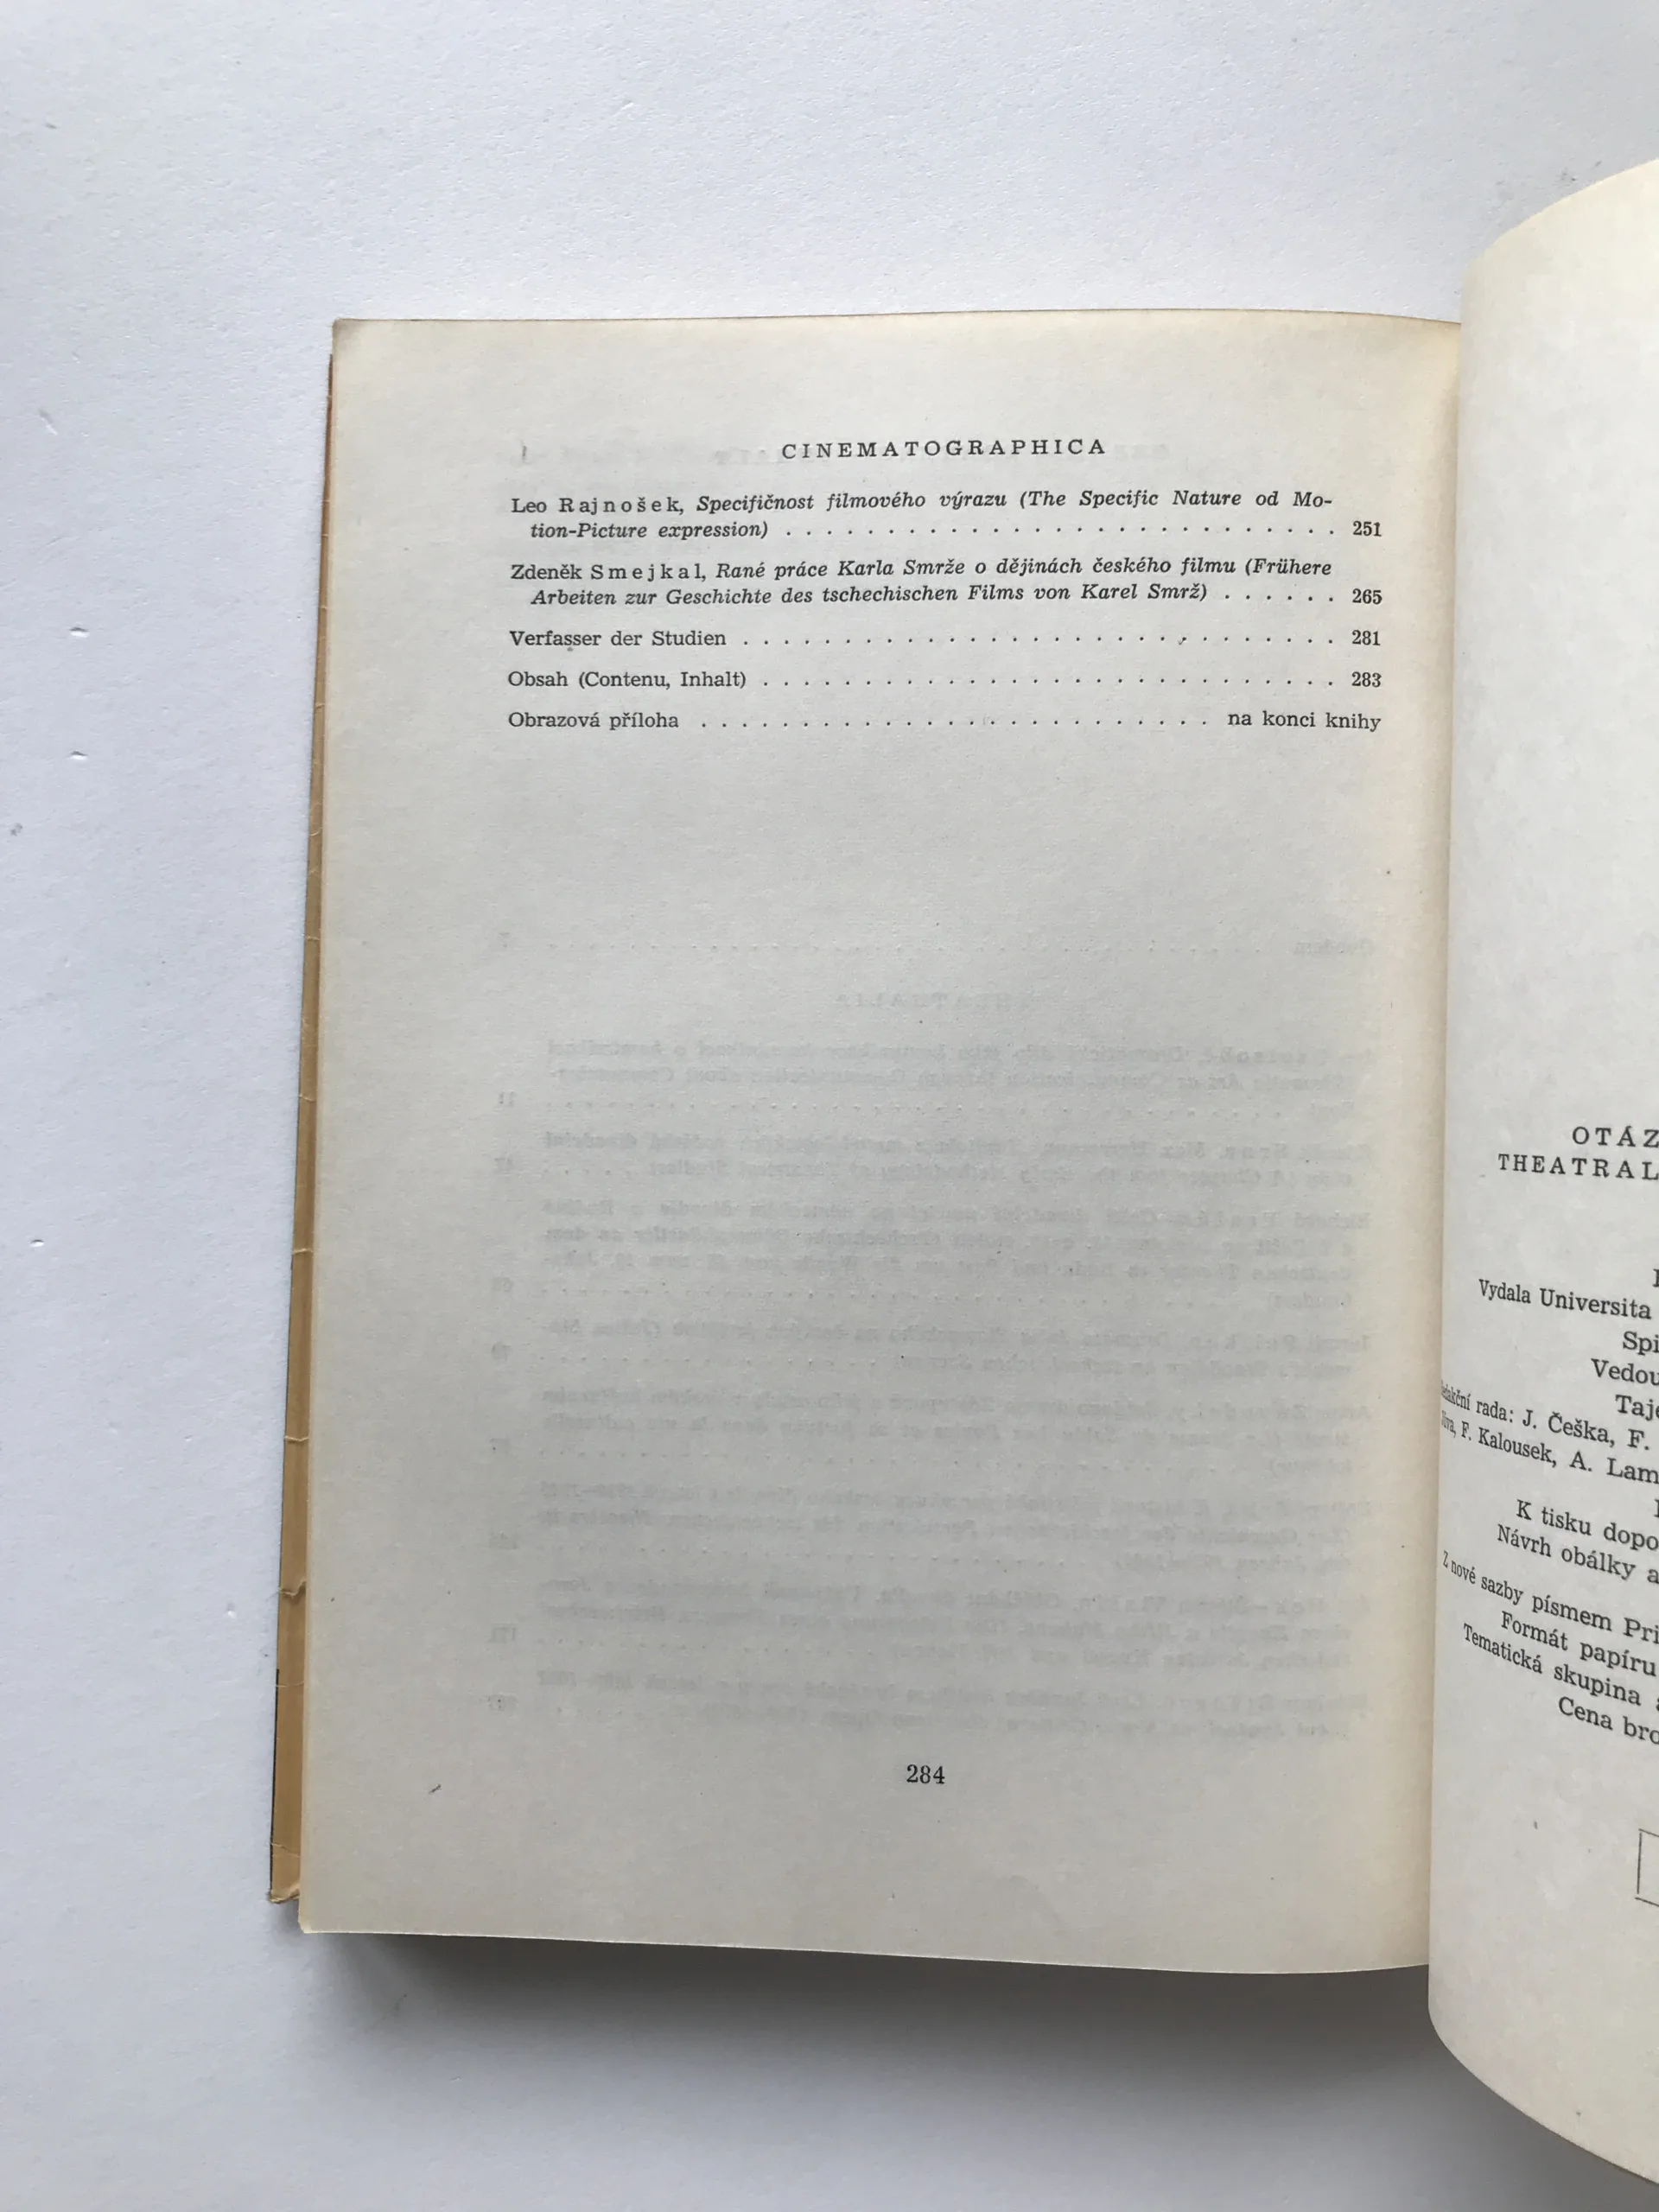 CINEMATOGRAPHICA
Leo Rajnošek, Specifičnost filmového výrazu (The Specific Nature od Mo-
tion-Picture expression) . . . . . . . . . . . . . . . . . . . . . . . . . . . 251
Zdeněk Smejkal, Rané práce Karla Smrže o dějinách českého filmu (Frühere
Arbeiten zur Geschichte des tschechischen Films von Karel Smrž) . . . . . . 265
Verfasser der Studien . . . . . . . . . . . . . . . . . . . . . . . . . . . . . 281
Obsah (Contenu, Inhalt) . . . . . . . . . . . . . . . . . . . . . . . . . . . . 283
Obrazová příloha . . . . . . . . . . . . . . . . . . . . . . . . . na konci knihy
284
OTÁZ
THEATRAL
Vydala Universita
Spi
Vedou
Taje
rada: J. Češka, F.
F. Kalousek, A. Lam
K tisku dopo
Návrh obálky a
Z nové sazby písmem Pri
Formát papíru
Tematická skupina
Cena bro